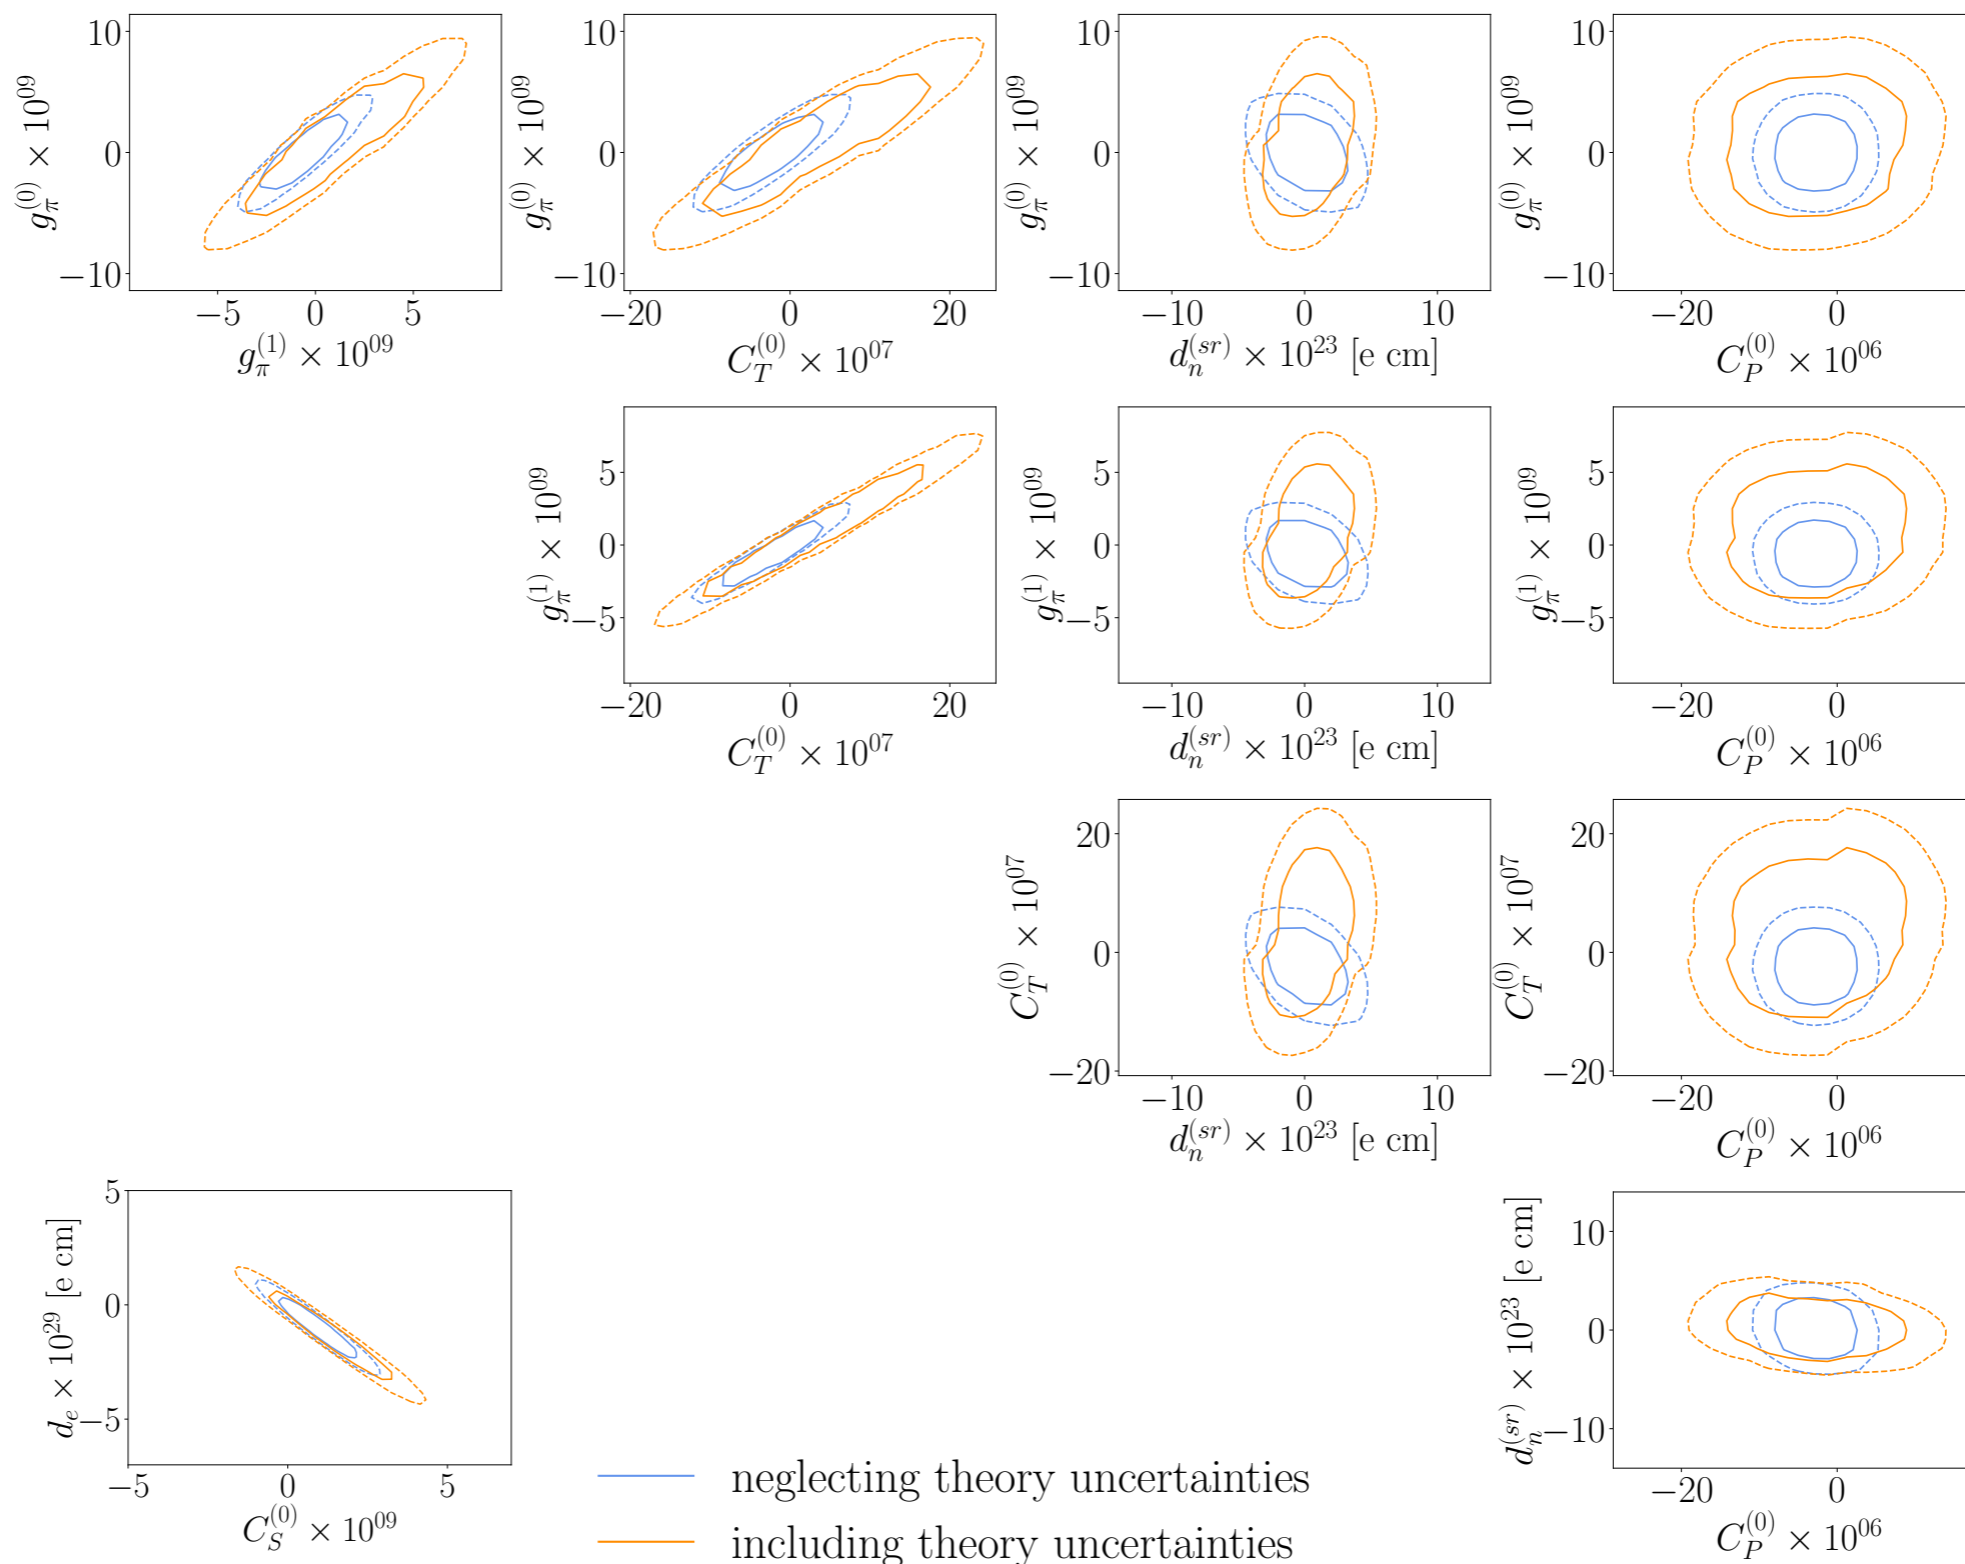 10 10 10 10
0 0 0 0
−10 −10 −10 −10
g_π^(0) × 10^09 g_π^(0) × 10^09 g_π^(0) × 10^09 g_π^(0) × 10^09
−5 0 5 −20 0 20 −10 0 10 −20 0
g_π^(1) × 10^09 C_T^(0) × 10^07 d_n^(sr) × 10^23 [e cm] C_P^(0) × 10^06
5 5 5
0 0 0
−5 −5 −5
g_π^(1) × 10^09 g_π^(1) × 10^09 g_π^(1) × 10^09
−20 0 20 −10 0 10 −20 0
C_T^(0) × 10^07 d_n^(sr) × 10^23 [e cm] C_P^(0) × 10^06
20 20
0 0
−20 −20
C_T^(0) × 10^07 C_T^(0) × 10^07
−10 0 10 −20 0
d_n^(sr) × 10^23 [e cm] C_P^(0) × 10^06
5 10
0 0
−5 −10
d_e × 10^29 [e cm] d_n^(sr) × 10^23 [e cm]
−5 0 5 −20 0
C_S^(0) × 10^09 C_P^(0) × 10^06
neglecting theory uncertainties
including theory uncertainties